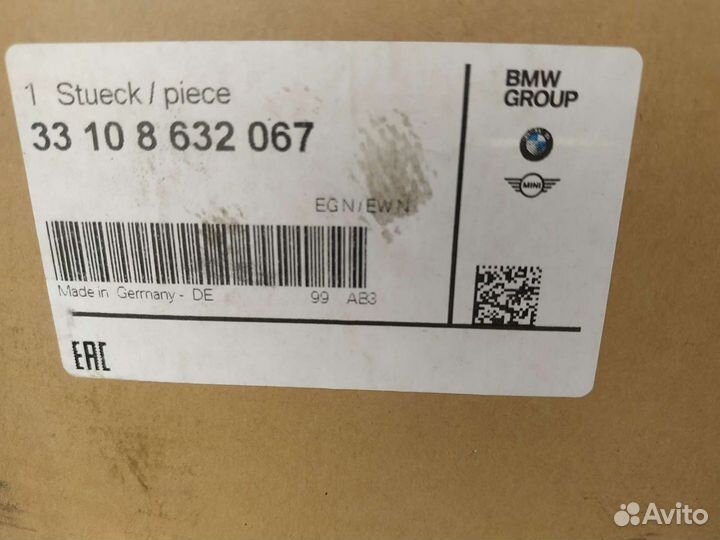 1 Stueck / piece
33 10 8 632 067
EGN/EWN
Made in Germany - DE 99 AB3
EAC
BMW
GROUP
MINI
Avito